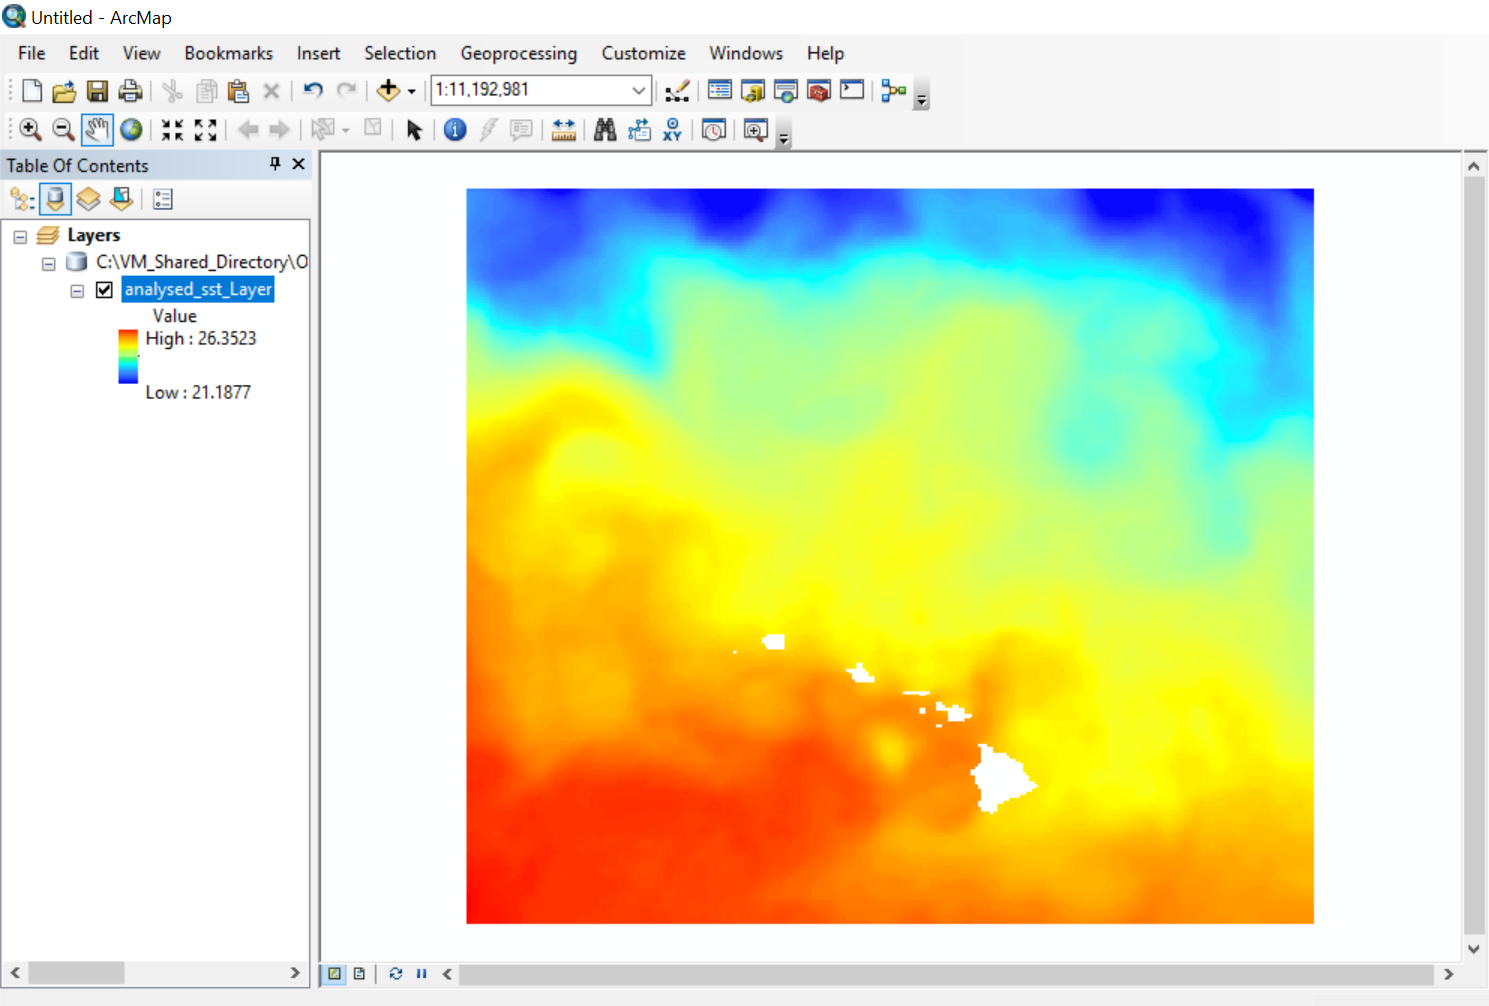 Untitled - ArcMap
File Edit View Bookmarks Insert Selection Geoprocessing Customize Windows Help
1:11,192,981
XY
Table Of Contents
Layers
C:\VM_Shared_Directory\O
analysed_sst_Layer
Value
High : 26.3523
Low : 21.1877